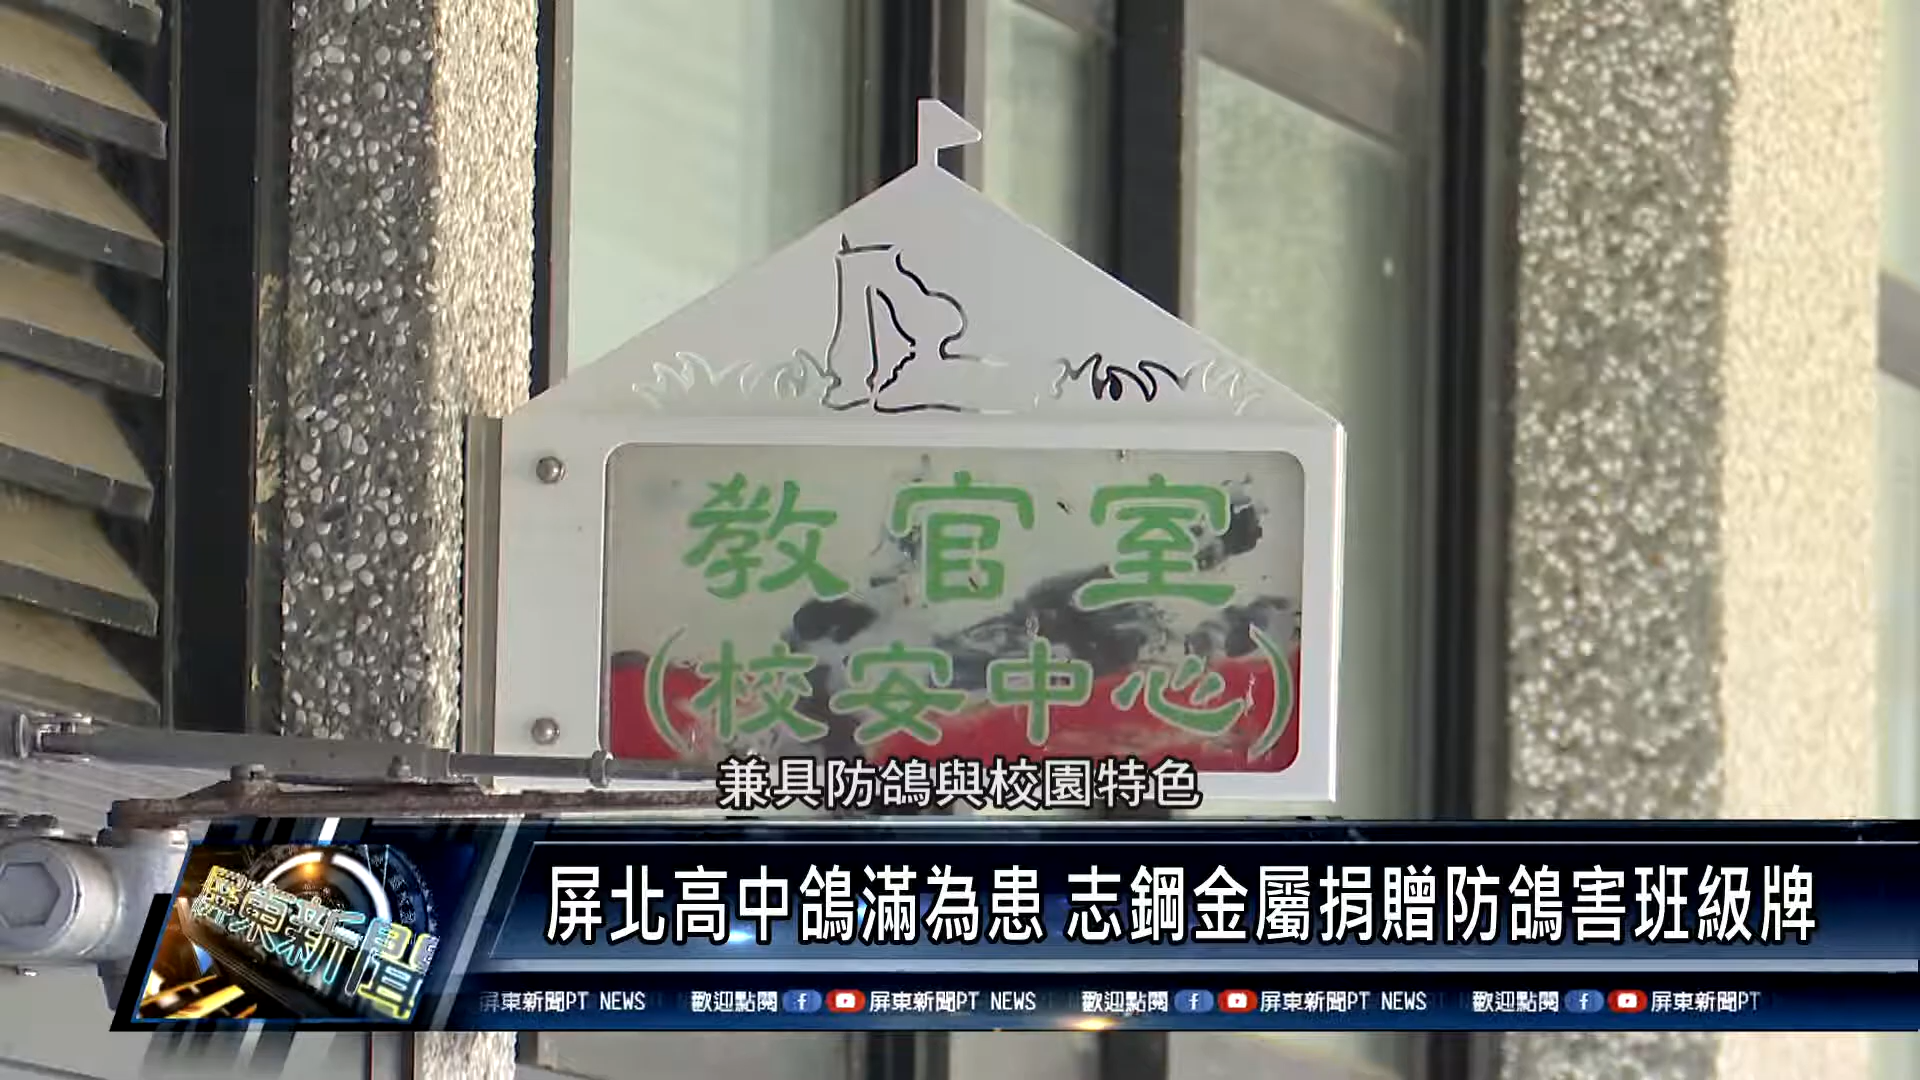 教官室
(校安中心)
兼具防鴿與校園特色
屏北高中鴿滿為患 志鋼金屬捐贈防鴿害班級牌
屏東新聞
屏東新聞PT NEWS 歡迎點閱 屏東新聞PT NEWS 歡迎點閱 屏東新聞PT NEWS 歡迎點閱 屏東新聞PT